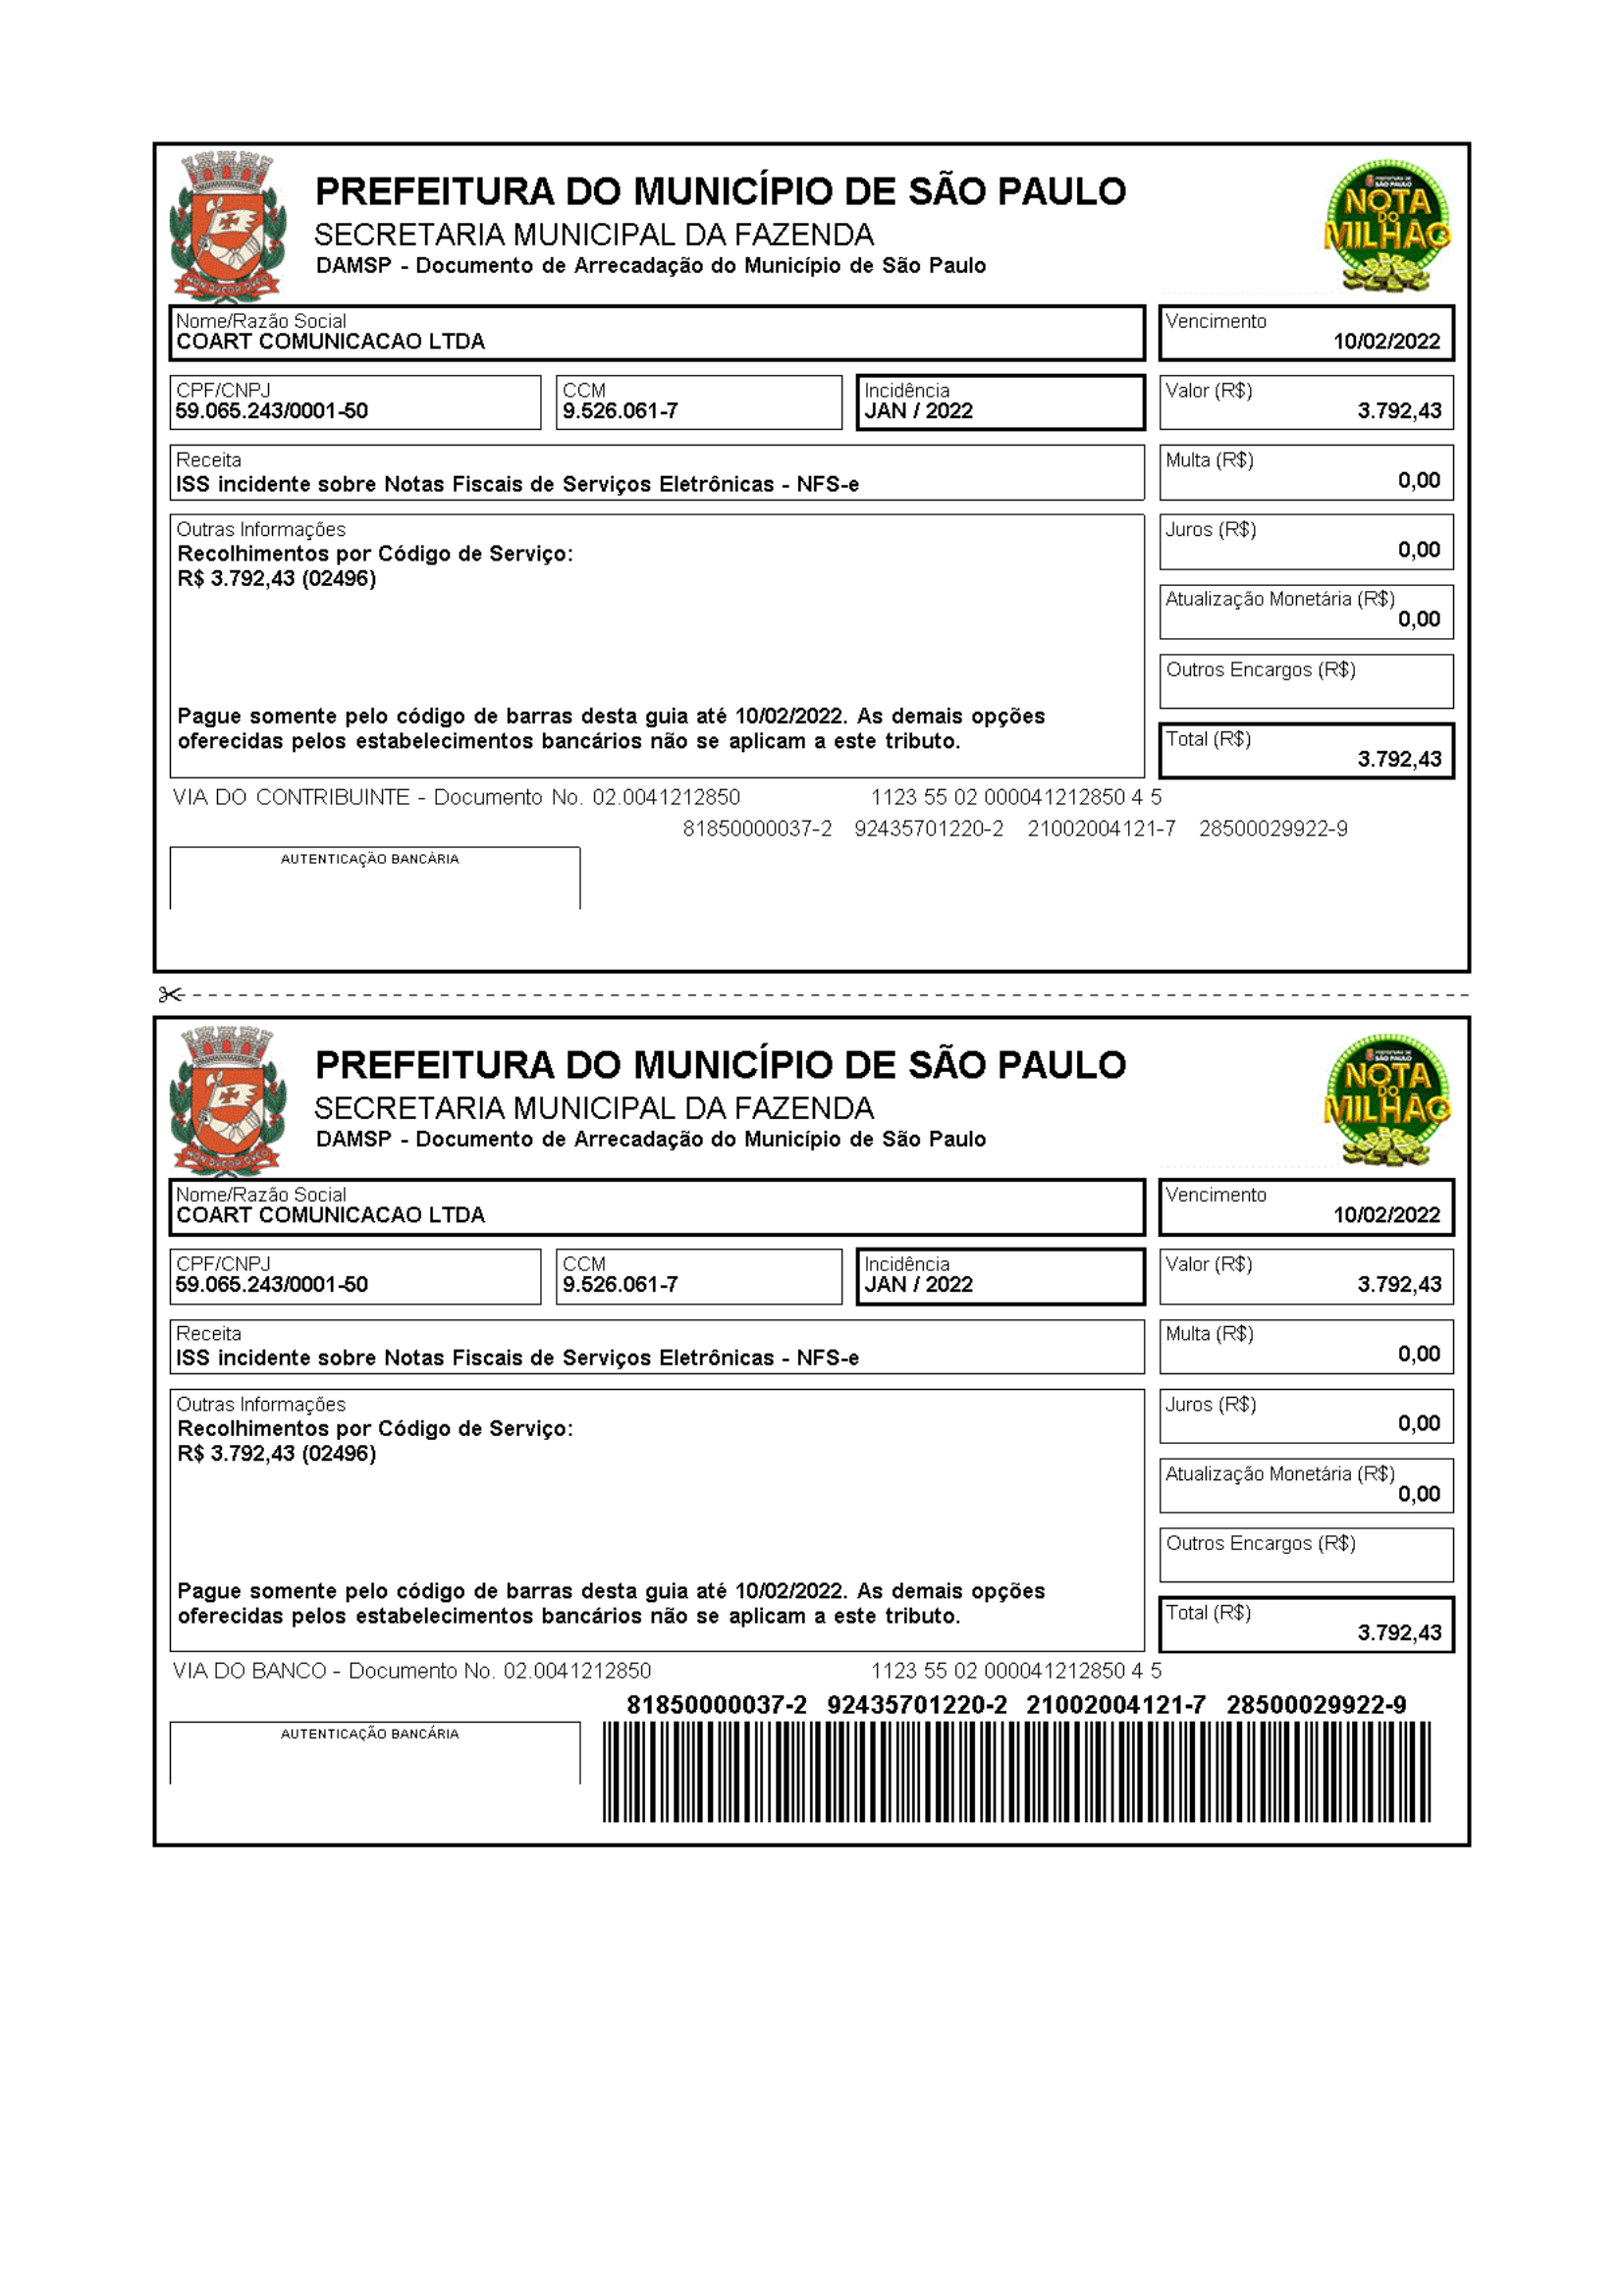 PREFEITURA DO MUNICÍPIO DE SÃO PAULO
SECRETARIA MUNICIPAL DA FAZENDA
DAMSP - Documento de Arrecadação do Município de São Paulo
PREFEITURA DE
SÃO PAULO
NOTA
DO
MILHÃO
NON DVCOR DVCO
Nome/Razão Social
COART COMUNICACAO LTDA
Vencimento
10/02/2022
CPF/CNPJ
59.065.243/0001-50
CCM
9.526.061-7
Incidência
JAN / 2022
Valor (R$)
3.792,43
Receita
ISS incidente sobre Notas Fiscais de Serviços Eletrônicas - NFS-e
Multa (R$)
0,00
Outras Informações
Recolhimentos por Código de Serviço:
R$ 3.792,43 (02496)
Juros (R$)
0,00
Atualização Monetária (R$)
0,00
Outros Encargos (R$)
Pague somente pelo código de barras desta guia até 10/02/2022. As demais opções
oferecidas pelos estabelecimentos bancários não se aplicam a este tributo.
Total (R$)
3.792,43
VIA DO CONTRIBUINTE - Documento No. 02.0041212850 1123 55 02 000041212850 4 5
81850000037-2 92435701220-2 21002004121-7 28500029922-9
AUTENTICAÇÃO BANCÁRIA
PREFEITURA DO MUNICÍPIO DE SÃO PAULO
SECRETARIA MUNICIPAL DA FAZENDA
DAMSP - Documento de Arrecadação do Município de São Paulo
PREFEITURA DE
SÃO PAULO
NOTA
DO
MILHÃO
NON DVCOR DVCO
Nome/Razão Social
COART COMUNICACAO LTDA
Vencimento
10/02/2022
CPF/CNPJ
59.065.243/0001-50
CCM
9.526.061-7
Incidência
JAN / 2022
Valor (R$)
3.792,43
Receita
ISS incidente sobre Notas Fiscais de Serviços Eletrônicas - NFS-e
Multa (R$)
0,00
Outras Informações
Recolhimentos por Código de Serviço:
R$ 3.792,43 (02496)
Juros (R$)
0,00
Atualização Monetária (R$)
0,00
Outros Encargos (R$)
Pague somente pelo código de barras desta guia até 10/02/2022. As demais opções
oferecidas pelos estabelecimentos bancários não se aplicam a este tributo.
Total (R$)
3.792,43
VIA DO BANCO - Documento No. 02.0041212850 1123 55 02 000041212850 4 5
81850000037-2 92435701220-2 21002004121-7 28500029922-9
AUTENTICAÇÃO BANCÁRIA